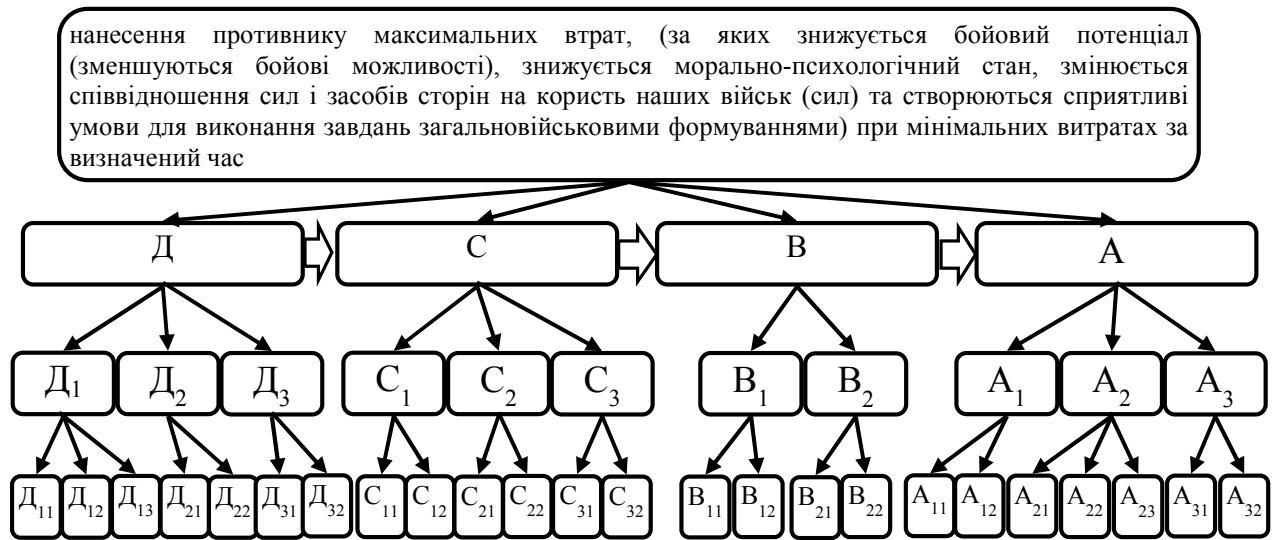 нанесення противнику максимальних втрат, (за яких знижується бойовий потенціал
(зменшуються бойові можливості), знижується морально-психологічний стан, змінюється
співвідношення сил і засобів сторін на користь наших військ (сил) та створюються сприятливі
умови для виконання завдань загальновійськовими формуваннями) при мінімальних витратах за
визначений час
Д С В А
Д1 Д2 Д3 С1 С2 С3 В1 В2 А1 А2 А3
Д11 Д12 Д13 Д21 Д22 Д31 Д32 С11 С12 С21 С22 С31 С32 В11 В12 В21 В22 А11 А12 А21 А22 А23 А31 А32